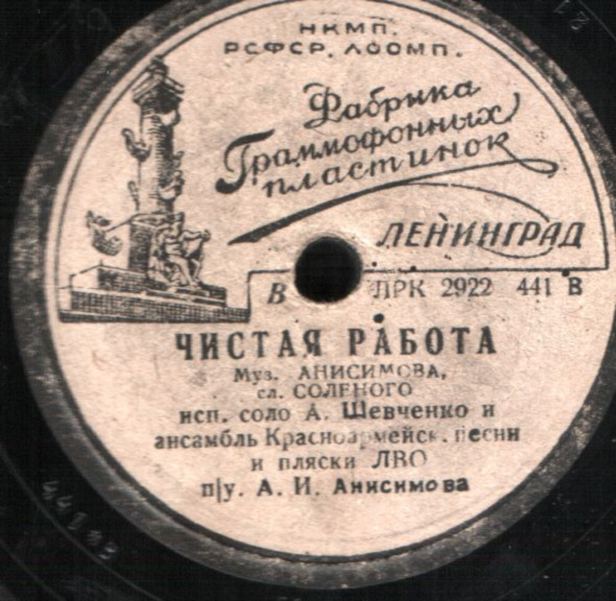 НКМП.
РСФСР. ЛООМП.
Фабрика
Граммофонных
пластинок
ЛЕНИНГРАД
В ЛРК 2922 441 В
ЧИСТАЯ РАБОТА
Муз. АНИСИМОВА,
сл. СОЛЕНОГО
исп. соло А. Шевченко и
ансамбль Красноармейск. песни
и пляски ЛВО
п|у. А. И. Анисимова